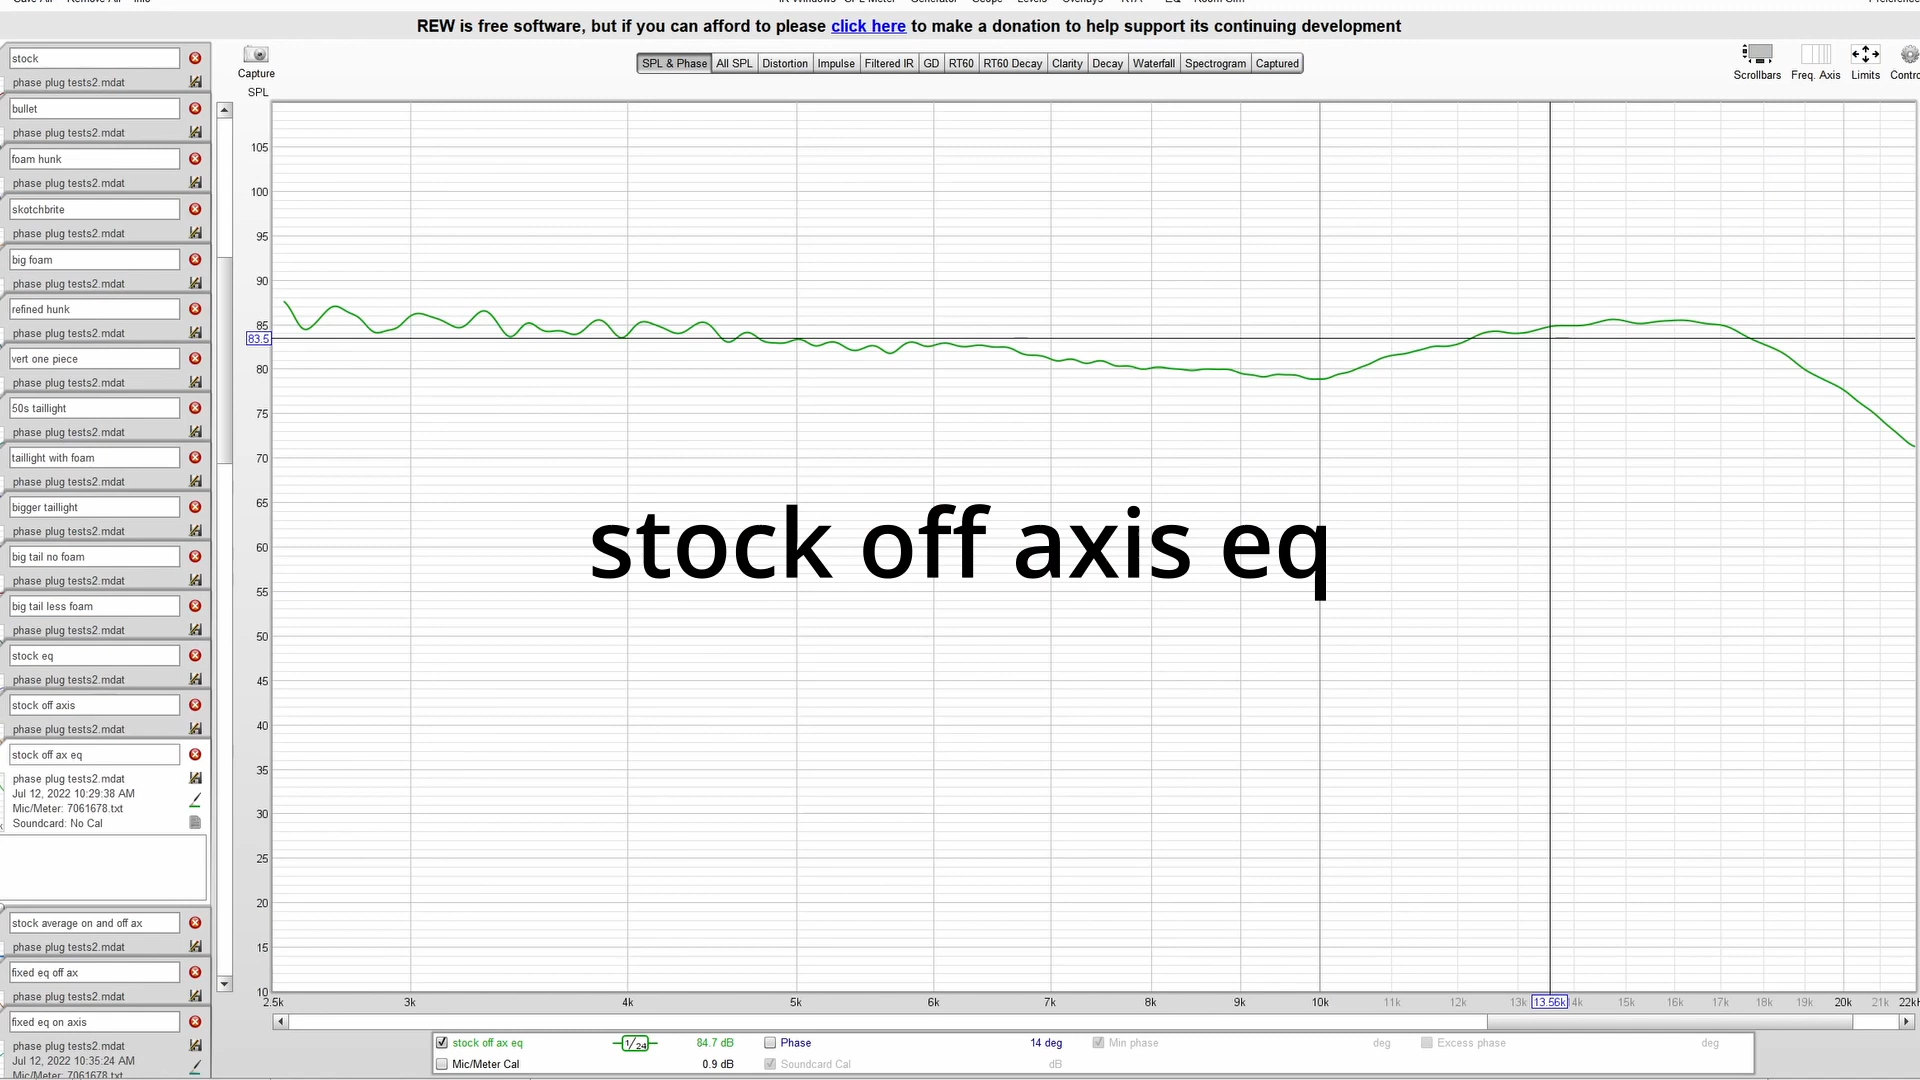 REW is free software, but if you can afford to please click here to make a donation to help support its continuing development
Capture
SPL & Phase All SPL Distortion Impulse Filtered IR GD RT60 RT60 Decay Clarity Decay Waterfall Spectrogram Captured
Scrollbars Freq. Axis Limits
SPL
stock
phase plug tests2.mdat
bullet
phase plug tests2.mdat
foam hunk
phase plug tests2.mdat
skotchbrite
phase plug tests2.mdat
big foam
phase plug tests2.mdat
refined hunk
phase plug tests2.mdat
vert one piece
phase plug tests2.mdat
50s taillight
phase plug tests2.mdat
taillight with foam
phase plug tests2.mdat
bigger taillight
phase plug tests2.mdat
big tail no foam
phase plug tests2.mdat
big tail less foam
phase plug tests2.mdat
stock eq
phase plug tests2.mdat
stock off axis
phase plug tests2.mdat
stock off ax eq
phase plug tests2.mdat
Jul 12, 2022 10:29:38 AM
Mic/Meter: 7061678.txt
Soundcard: No Cal
stock average on and off ax
phase plug tests2.mdat
fixed eq off ax
phase plug tests2.mdat
fixed eq on axis
phase plug tests2.mdat
Jul 12, 2022 10:35:24 AM
Mic/Meter: 7061678.txt
105
100
95
90
85
83.5
80
75
70
65
60
55
50
45
40
35
30
25
20
15
10
stock off axis eq
2.5k 3k 4k 5k 6k 7k 8k 9k 10k 11k 12k 13k 13.56k 15k 16k 17k 18k 19k 20k 21k
stock off ax eq 1/24 84.7 dB Phase 14 deg Min phase deg Excess phase deg
Mic/Meter Cal 0.9 dB Soundcard Cal dB